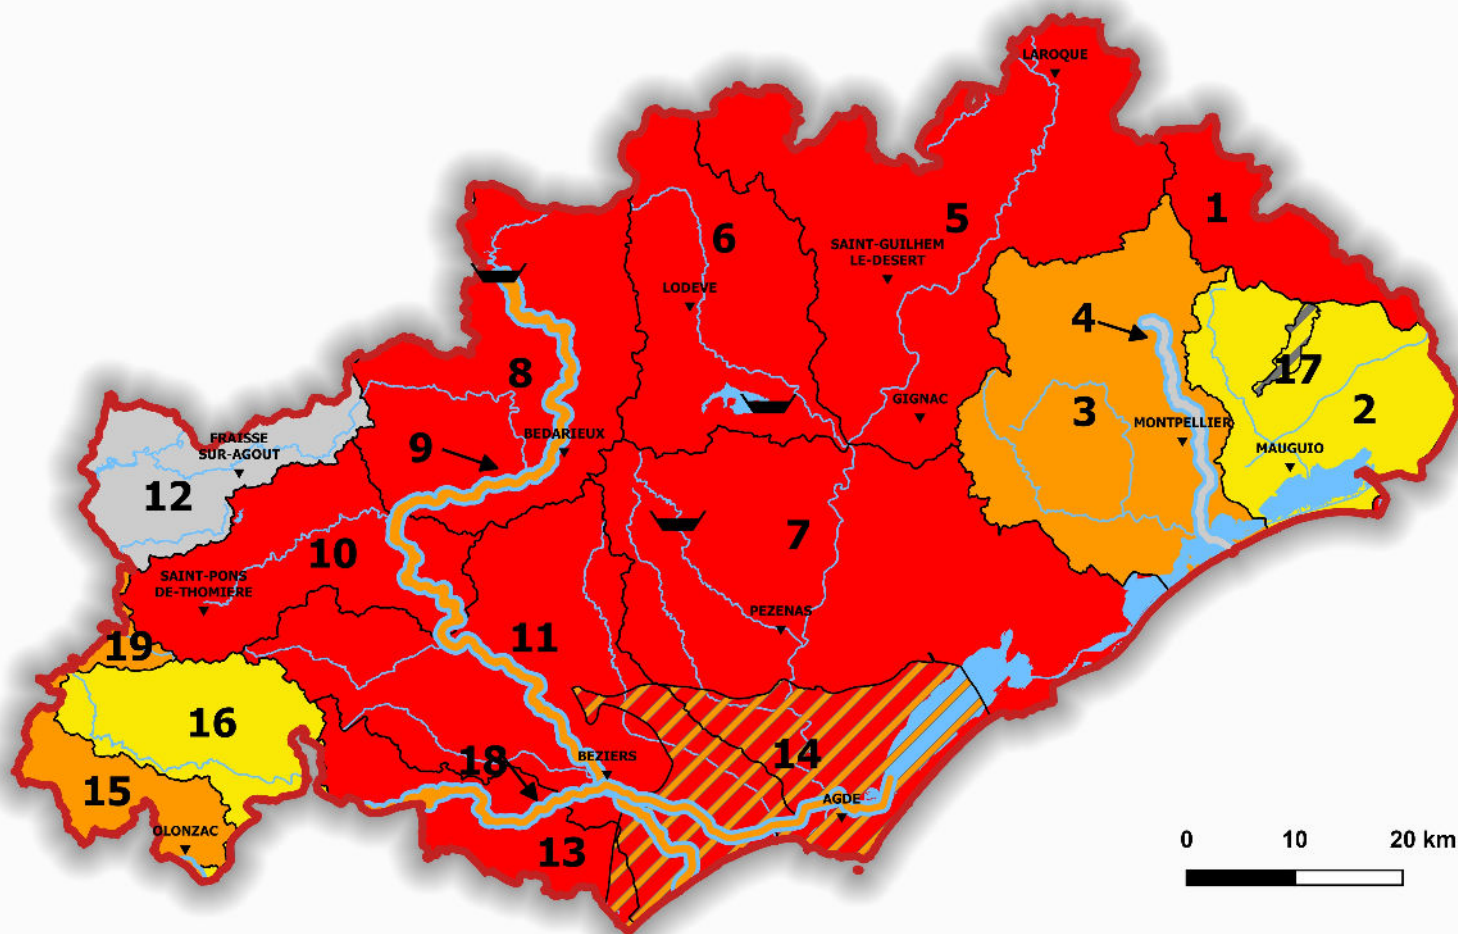 LAROQUE
1
5
6
SAINT-GUILHEM
LE-DESERT
LODEVE
4
8
17
GIGNAC
3
2
MONTPELLIER
BEDARIEUX
FRAISSE
SUR-AGOUT
9
MAUGUIO
12
7
10
SAINT-PONS
DE-THOMIERE
PEZENAS
11
19
16
14
18
BEZIERS
15
AGDE
OLONZAC
13
0 10 20 km